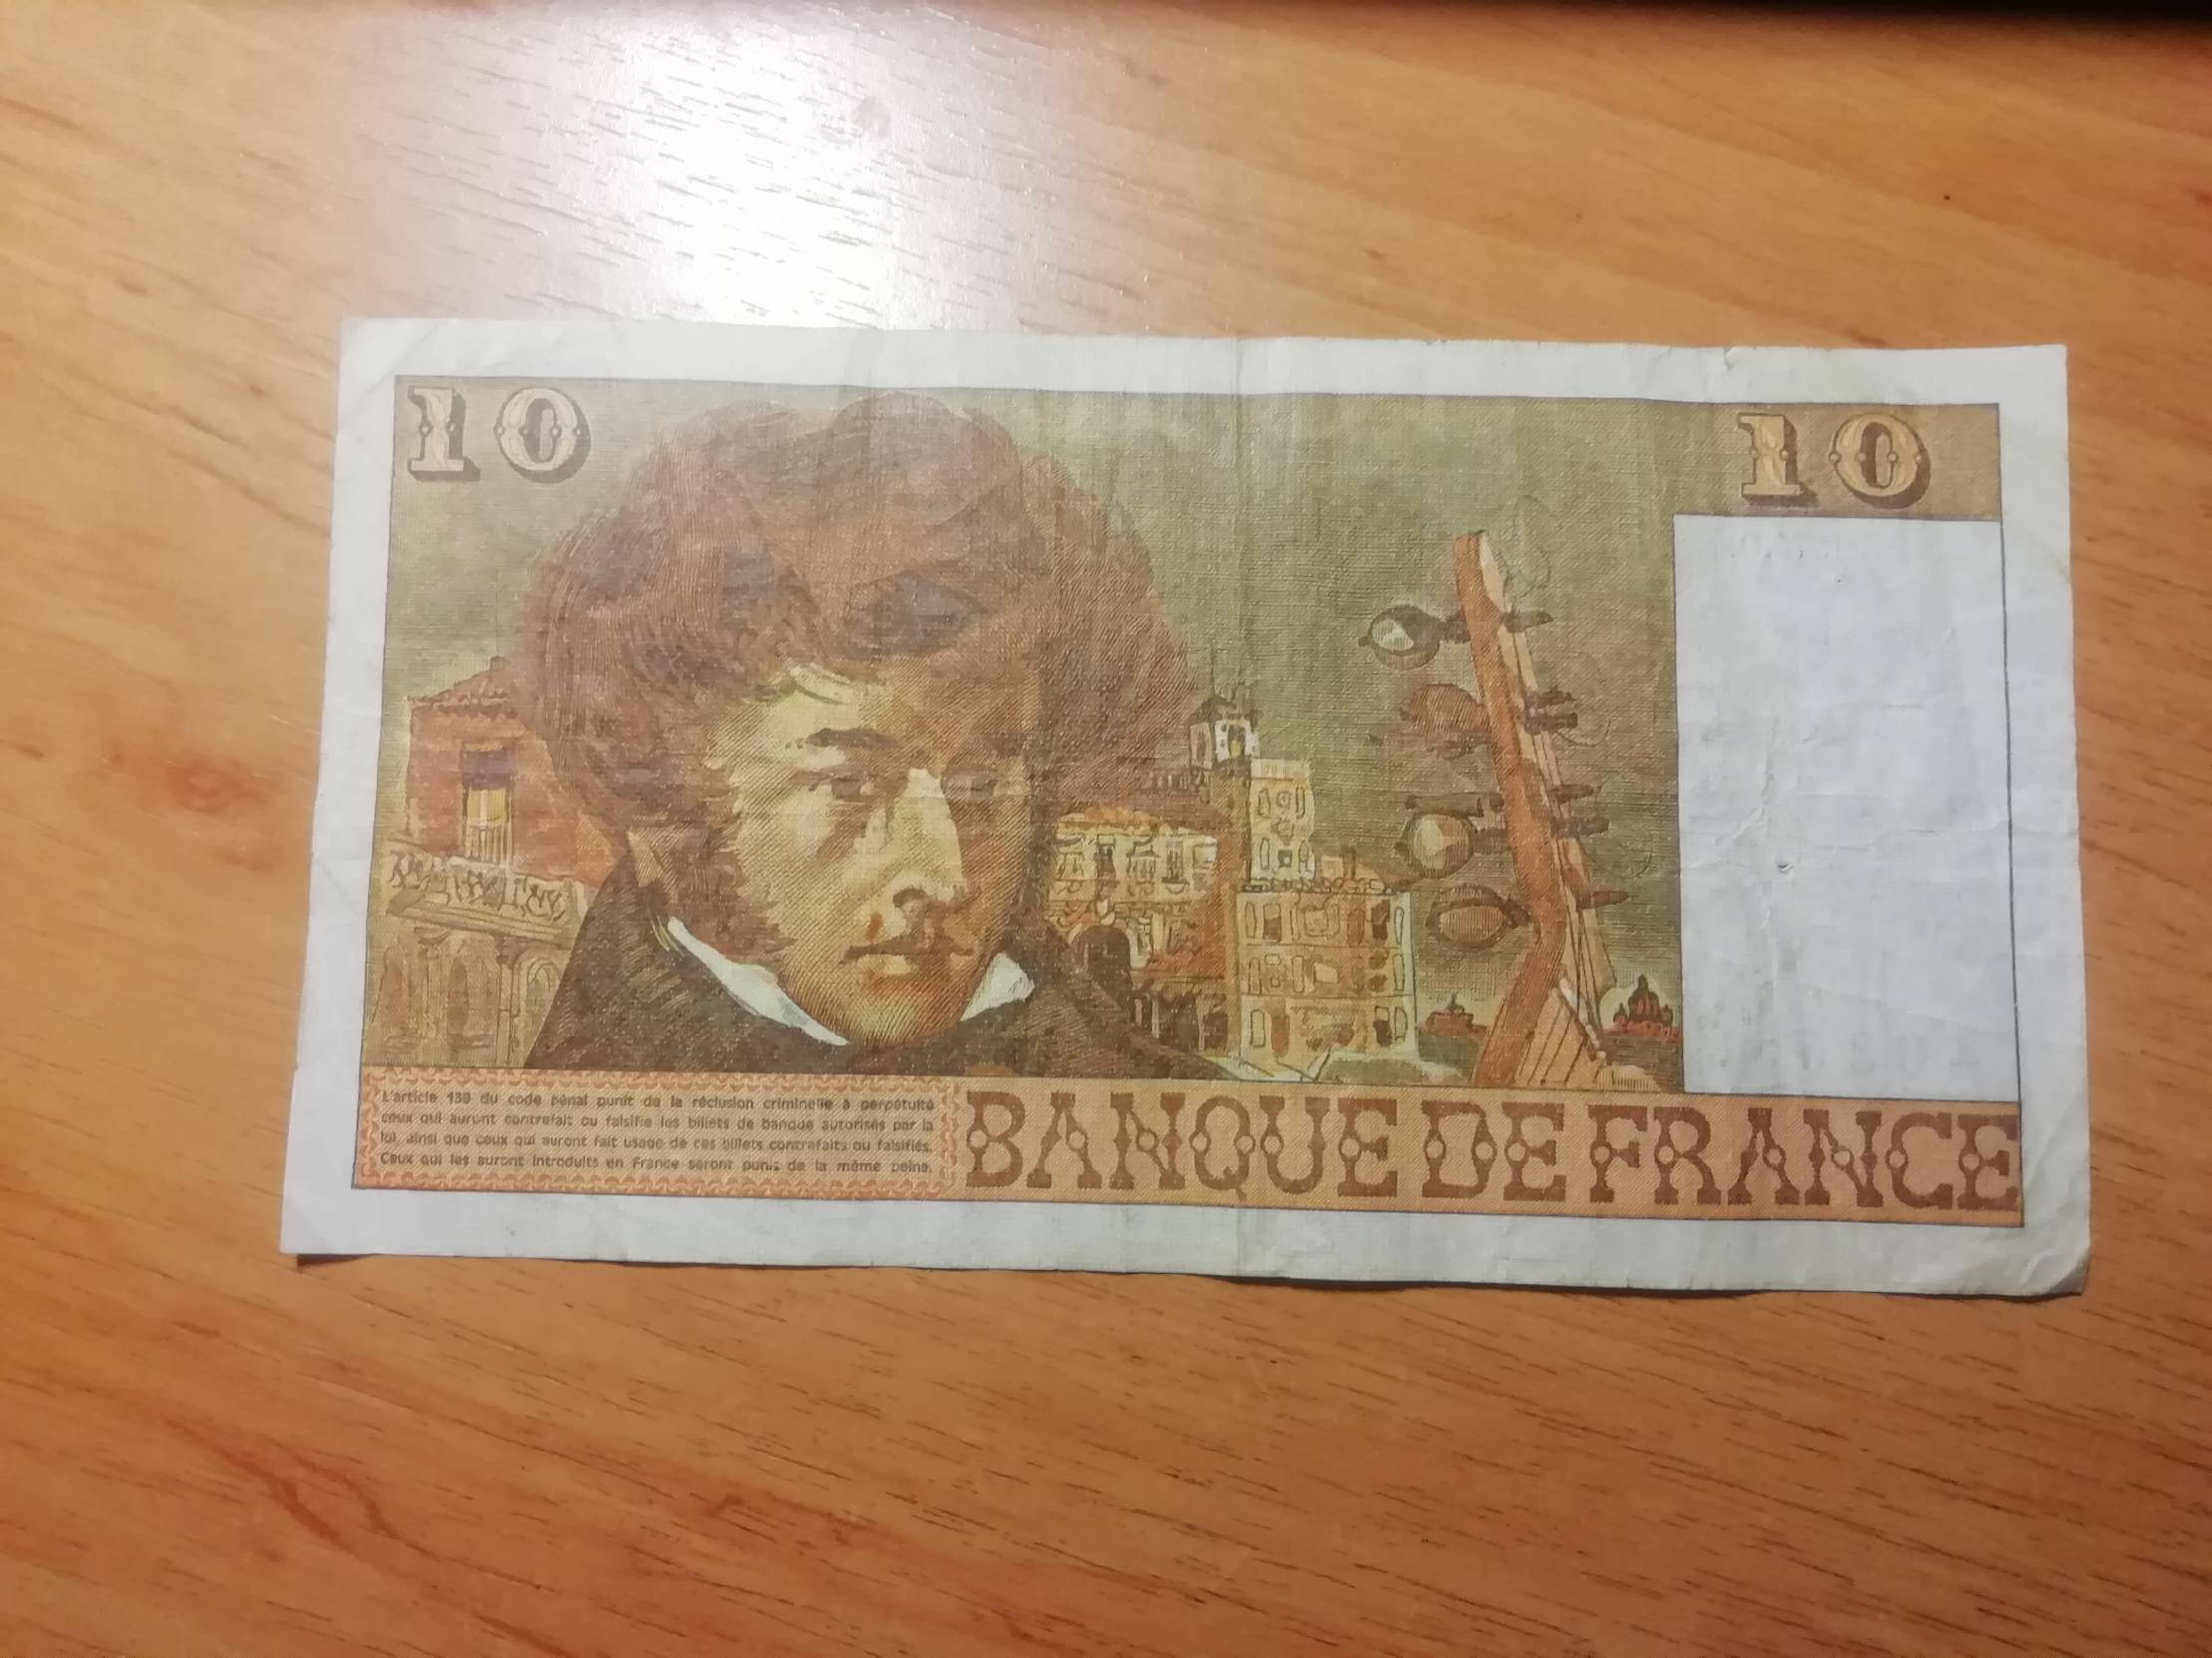 10
10
L'article 139 du code pénal punit de la réclusion criminelle à perpétuité
ceux qui auront contrefait ou falsifié les billets de banque autorisés par la
loi, ainsi que ceux qui auront fait usage de ces billets contrefaits ou falsifiés.
Ceux qui les auront introduits en France seront punis de la même peine.
BANQUE DE FRANCE